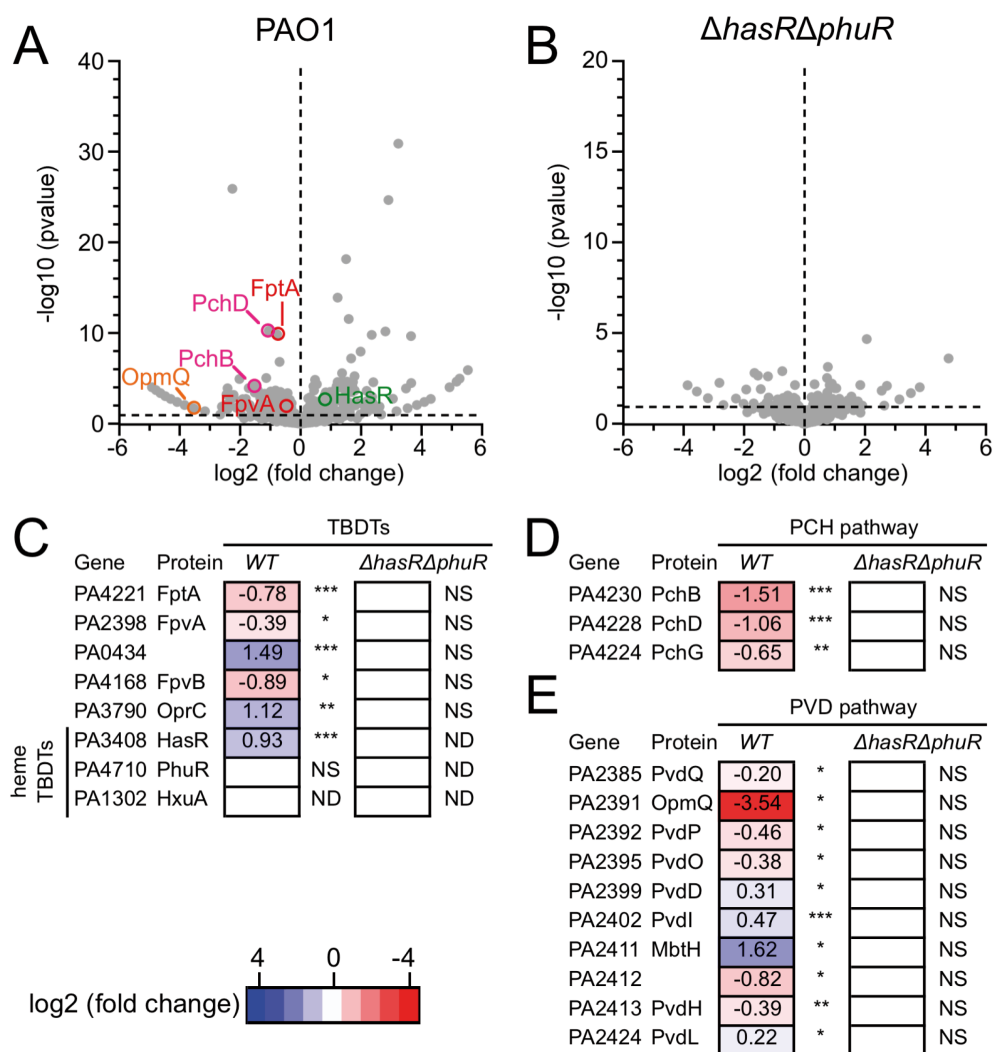 A
PAO1
40
30
20
10
0
-log10 (pvalue)
FptA
PchD
PchB
OpmQ
FpvA
HasR
-6 -4 -2 0 2 4 6
log2 (fold change)
B
ΔhasRΔphuR
20
15
10
5
0
-log10 (pvalue)
-6 -4 -2 0 2 4 6
log2 (fold change)
C
TBDTs
Gene Protein WT ΔhasRΔphuR
PA4221 FptA -0.78 *** NS
PA2398 FpvA -0.39 * NS
PA0434 1.49 *** NS
PA4168 FpvB -0.89 * NS
PA3790 OprC 1.12 ** NS
PA3408 HasR 0.93 *** ND
PA4710 PhuR NS ND
PA1302 HxuA ND ND
heme
TBDTs
4 0 -4
log2 (fold change)
D
PCH pathway
Gene Protein WT ΔhasRΔphuR
PA4230 PchB -1.51 *** NS
PA4228 PchD -1.06 *** NS
PA4224 PchG -0.65 ** NS
E
PVD pathway
Gene Protein WT ΔhasRΔphuR
PA2385 PvdQ -0.20 * NS
PA2391 OpmQ -3.54 * NS
PA2392 PvdP -0.46 * NS
PA2395 PvdO -0.38 * NS
PA2399 PvdD 0.31 * NS
PA2402 PvdI 0.47 *** NS
PA2411 MbtH 1.62 * NS
PA2412 -0.82 * NS
PA2413 PvdH -0.39 ** NS
PA2424 PvdL 0.22 * NS